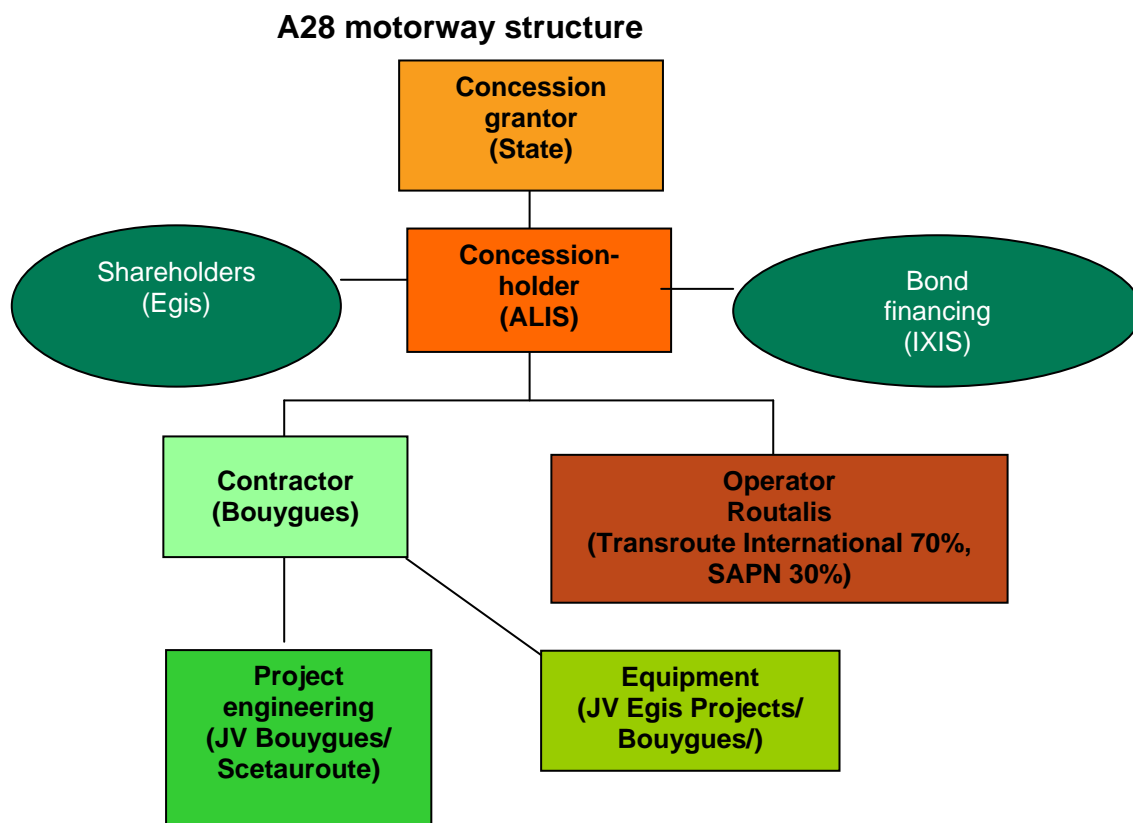 A28 motorway structure
Concession
grantor
(State)
Shareholders
(Egis)
Concession-
holder
(ALIS)
Bond
financing
(IXIS)
Contractor
(Bouygues)
Operator
Routalis
(Transroute International 70%,
SAPN 30%)
Project
engineering
(JV Bouygues/
Scetauroute)
Equipment
(JV Egis Projects/
Bouygues/)